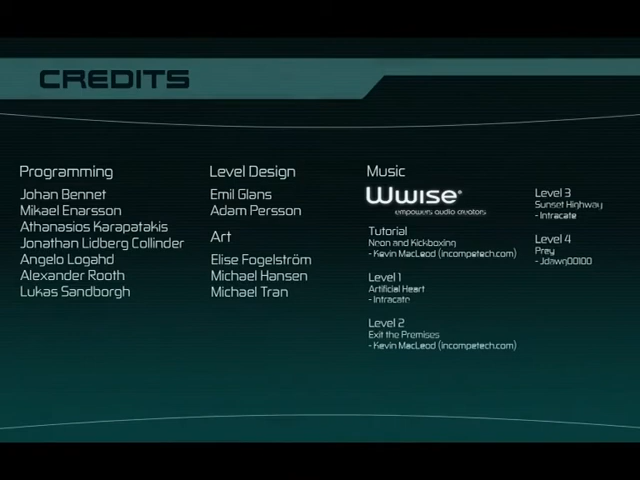 CREDITS
Programming
Johan Bennet
Mikael Enarsson
Athanasios Karapatakis
Jonathan Lidberg Collinder
Angelo Logahd
Alexander Rooth
Lukas Sandborgh
Level Design
Emil Glans
Adam Persson
Art
Elise Fogelström
Michael Hansen
Michael Tran
Music
Wwise®
empowers audio creators
Tutorial
Neon and Kickboxing
- Kevin MacLeod (incompetech.com)
Level 1
Artificial Heart
- Intracate
Level 2
Exit the Premises
- Kevin MacLeod (incompetech.com)
Level 3
Sunset Highway
- Intracate
Level 4
Prey
- Jdawg00100